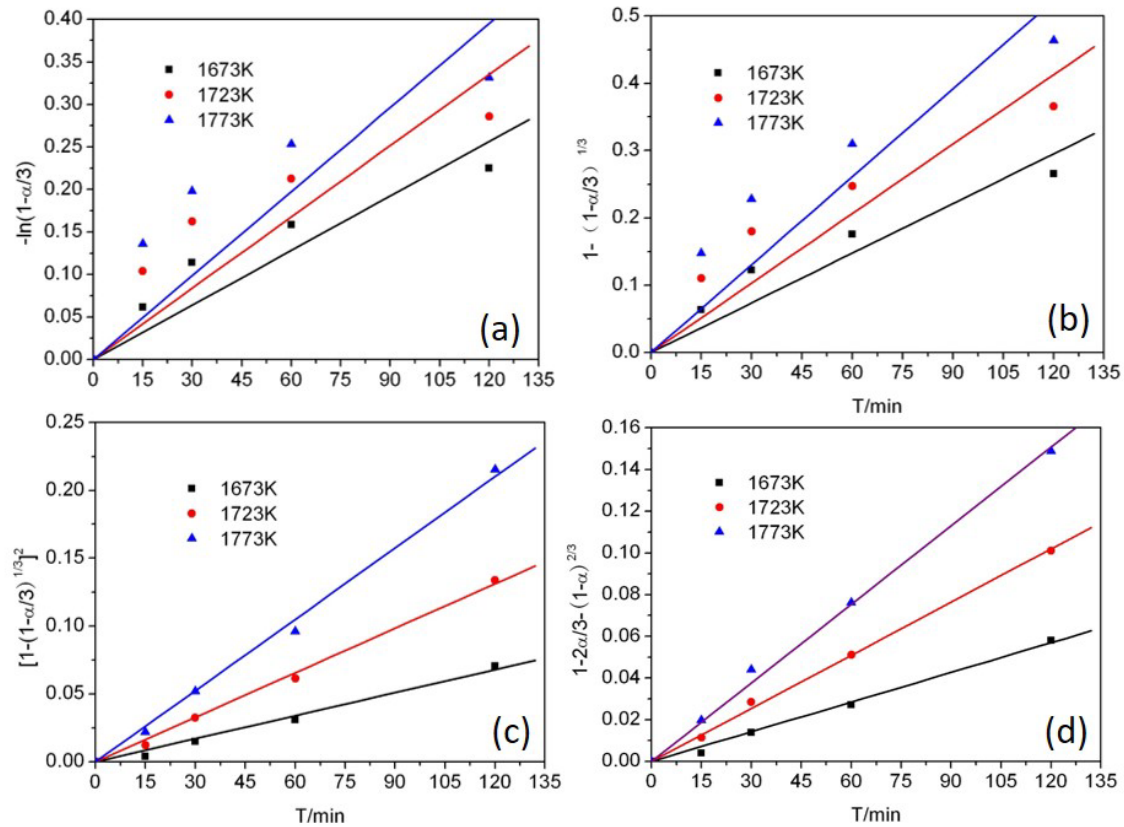 0.40
0.35
0.30
0.25
0.20
0.15
0.10
0.05
0.00
-ln(1-α/3)
1673K
1723K
1773K
(a)
0 15 30 45 60 75 90 105 120 135
0.5
0.4
0.3
0.2
0.1
0.0
1-（1-α/3）1/3
1673K
1723K
1773K
(b)
0 15 30 45 60 75 90 105 120 135
T/min
0.25
0.20
0.15
0.10
0.05
0.00
[1-(1-α/3)1/3]2
1673K
1723K
1773K
(c)
0 15 30 45 60 75 90 105 120 135
T/min
0.16
0.14
0.12
0.10
0.08
0.06
0.04
0.02
0.00
1-2α/3-（1-α）2/3
1673K
1723K
1773K
(d)
0 15 30 45 60 75 90 105 120 135
T/min